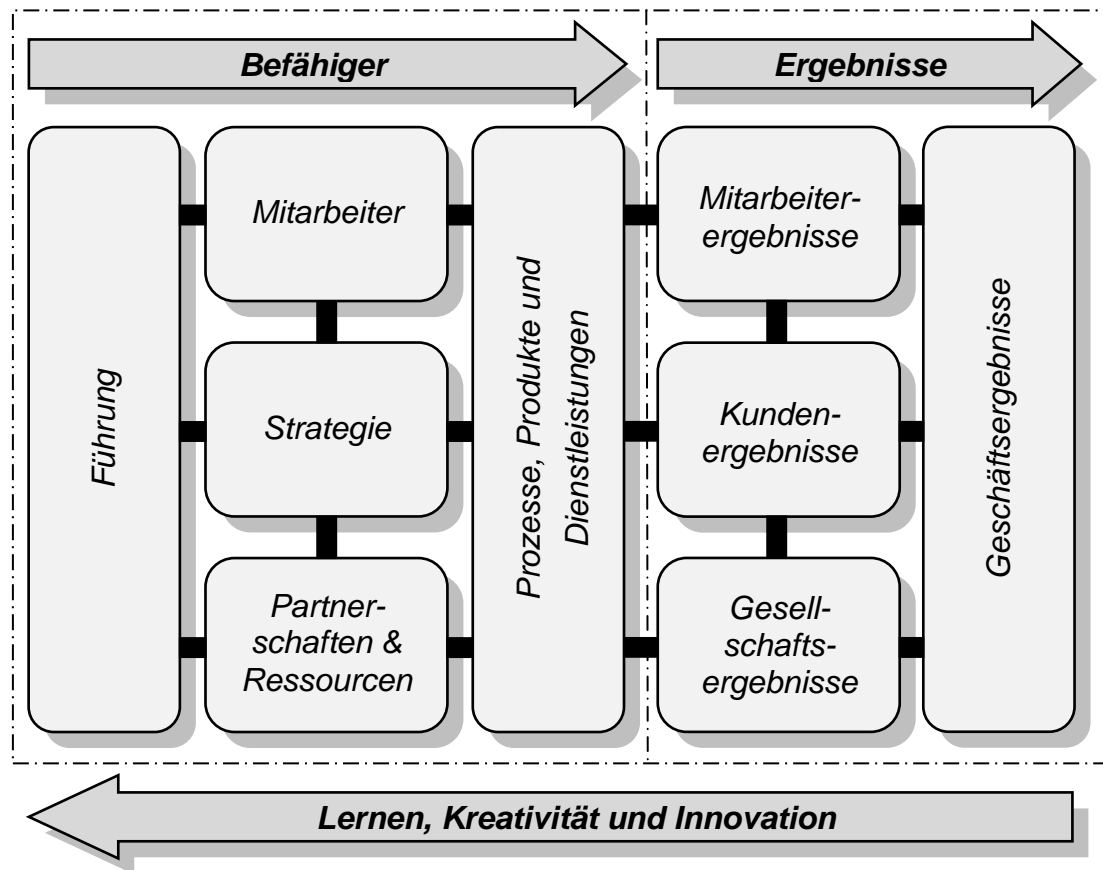 Befähiger
Ergebnisse
Führung
Mitarbeiter
Strategie
Partner-
schaften &
Ressourcen
Prozesse, Produkte und
Dienstleistungen
Mitarbeiter-
ergebnisse
Kunden-
ergebnisse
Gesell-
schafts-
ergebnisse
Geschäftsergebnisse
Lernen, Kreativität und Innovation